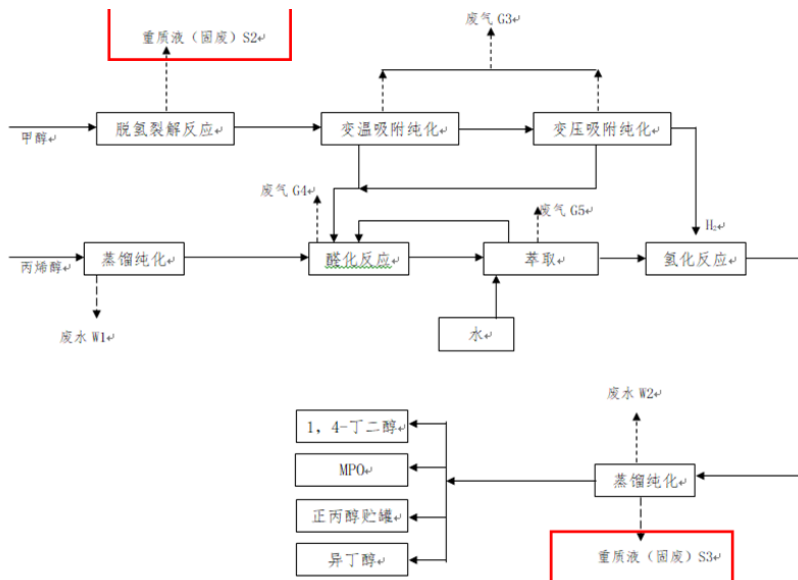 重质液（固废）S2↵
废气 G3↵
甲醇↵
脱氢裂解反应↵
变温吸附纯化↵
变压吸附纯化↵
废气 G4↵
废气 G5↵
H₂↵
丙烯醇↵
蒸馏纯化↵
醛化反应↵
萃取↵
氢化反应↵
废水 W1↵
水↵
废水 W2↵
1，4-丁二醇↵
MPO↵
蒸馏纯化↵
正丙醇贮罐↵
异丁醇↵
重质液（固废）S3↵